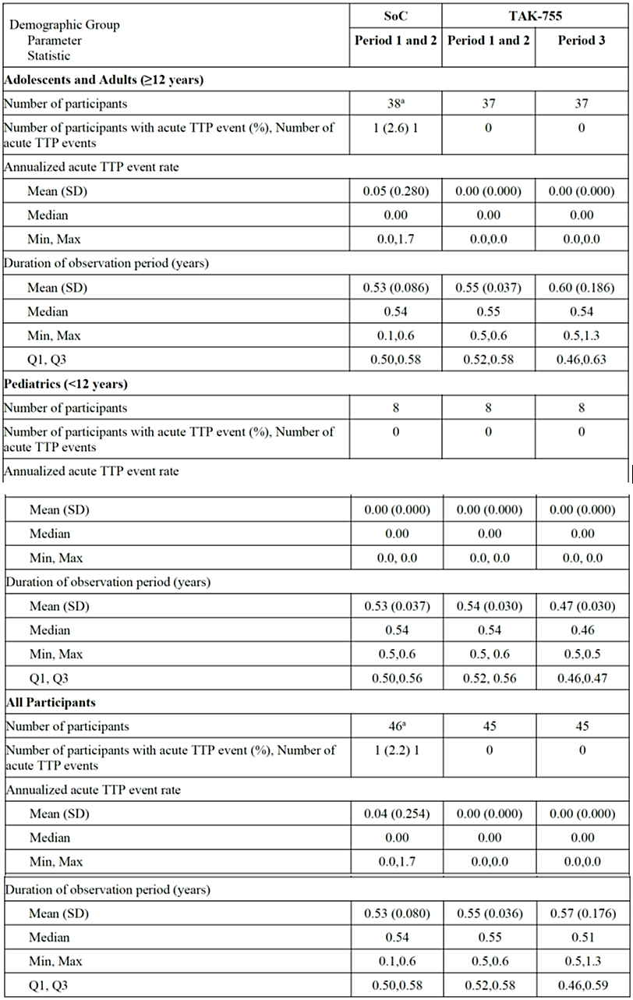 Demographic Group SoC TAK-755
Parameter
Statistic Period 1 and 2 Period 1 and 2 Period 3
Adolescents and Adults (≥12 years)
Number of participants 38ᵃ 37 37
Number of participants with acute TTP event (%), Number of 1 (2.6) 1 0 0
acute TTP events
Annualized acute TTP event rate
Mean (SD) 0.05 (0.280) 0.00 (0.000) 0.00 (0.000)
Median 0.00 0.00 0.00
Min, Max 0.0,1.7 0.0,0.0 0.0,0.0
Duration of observation period (years)
Mean (SD) 0.53 (0.086) 0.55 (0.037) 0.60 (0.186)
Median 0.54 0.55 0.54
Min, Max 0.1,0.6 0.5,0.6 0.5,1.3
Q1, Q3 0.50,0.58 0.52,0.58 0.46,0.63
Pediatrics (<12 years)
Number of participants 8 8 8
Number of participants with acute TTP event (%), Number of 0 0 0
acute TTP events
Annualized acute TTP event rate
Mean (SD) 0.00 (0.000) 0.00 (0.000) 0.00 (0.000)
Median 0.00 0.00 0.00
Min, Max 0.0, 0.0 0.0, 0.0 0.0, 0.0
Duration of observation period (years)
Mean (SD) 0.53 (0.037) 0.54 (0.030) 0.47 (0.030)
Median 0.54 0.54 0.46
Min, Max 0.5,0.6 0.5, 0.6 0.5,0.5
Q1, Q3 0.50,0.56 0.52, 0.56 0.46,0.47
All Participants
Number of participants 46ᵃ 45 45
Number of participants with acute TTP event (%), Number of 1 (2.2) 1 0 0
acute TTP events
Annualized acute TTP event rate
Mean (SD) 0.04 (0.254) 0.00 (0.000) 0.00 (0.000)
Median 0.00 0.00 0.00
Min, Max 0.0,1.7 0.0,0.0 0.0,0.0
Duration of observation period (years)
Mean (SD) 0.53 (0.080) 0.55 (0.036) 0.57 (0.176)
Median 0.54 0.55 0.51
Min, Max 0.1,0.6 0.5,0.6 0.5,1.3
Q1, Q3 0.50,0.58 0.52,0.58 0.46,0.59